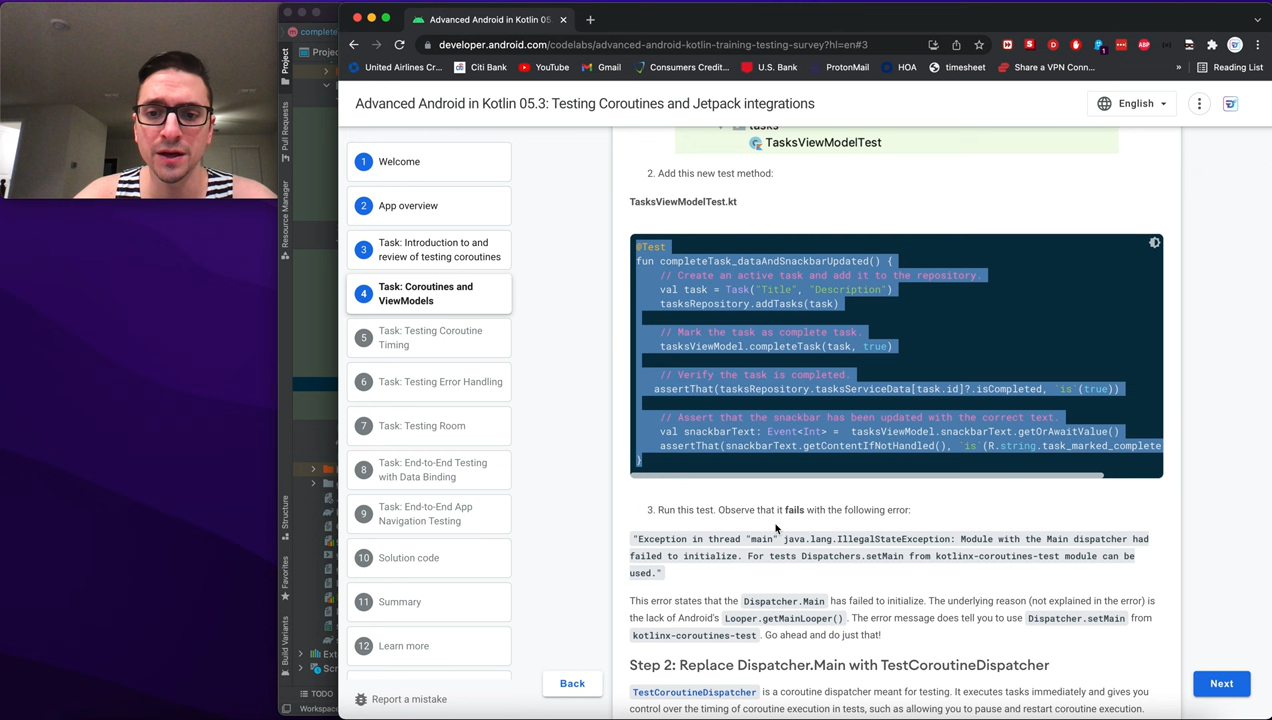 complete
Project
Pull Requests
Resource Manager
Structure
Favorites
Build Variants
TODO
Advanced Android in Kotlin 05
developer.android.com/codelabs/advanced-android-kotlin-training-testing-survey?hl=en#3
United Airlines Cr...
Citi Bank
YouTube
Gmail
Consumers Credit...
U.S. Bank
ProtonMail
HOA
timesheet
Share a VPN Conn...
»
Reading List
Advanced Android in Kotlin 05.3: Testing Coroutines and Jetpack integrations
English
1 Welcome
2 App overview
3 Task: Introduction to and
review of testing coroutines
4 Task: Coroutines and
ViewModels
5 Task: Testing Coroutine
Timing
6 Task: Testing Error Handling
7 Task: Testing Room
8 Task: End-to-End Testing
with Data Binding
9 Task: End-to-End App
Navigation Testing
10 Solution code
11 Summary
12 Learn more
Report a mistake
tasks
TasksViewModelTest
2. Add this new test method:
TasksViewModelTest.kt
@Test
fun completeTask_dataAndSnackbarUpdated() {
// Create an active task and add it to the repository.
val task = Task("Title", "Description")
tasksRepository.addTasks(task)
// Mark the task as complete task.
tasksViewModel.completeTask(task, true)
// Verify the task is completed.
assertThat(tasksRepository.tasksServiceData[task.id]?.isCompleted, `is`(true))
// Assert that the snackbar has been updated with the correct text.
val snackbarText: Event<Int> =  tasksViewModel.snackbarText.getOrAwaitValue()
assertThat(snackbarText.getContentIfNotHandled(), `is`(R.string.task_marked_complete
}
3. Run this test. Observe that it fails with the following error:
"Exception in thread "main" java.lang.IllegalStateException: Module with the Main dispatcher had
failed to initialize. For tests Dispatchers.setMain from kotlinx-coroutines-test module can be
used."
This error states that the Dispatcher.Main has failed to initialize. The underlying reason (not explained in the error) is
the lack of Android's Looper.getMainLooper(). The error message does tell you to use Dispatcher.setMain from
kotlinx-coroutines-test. Go ahead and do just that!
Step 2: Replace Dispatcher.Main with TestCoroutineDispatcher
TestCoroutineDispatcher is a coroutine dispatcher meant for testing. It executes tasks immediately and gives you
control over the timing of coroutine execution in tests, such as allowing you to pause and restart coroutine execution.
Back
Next